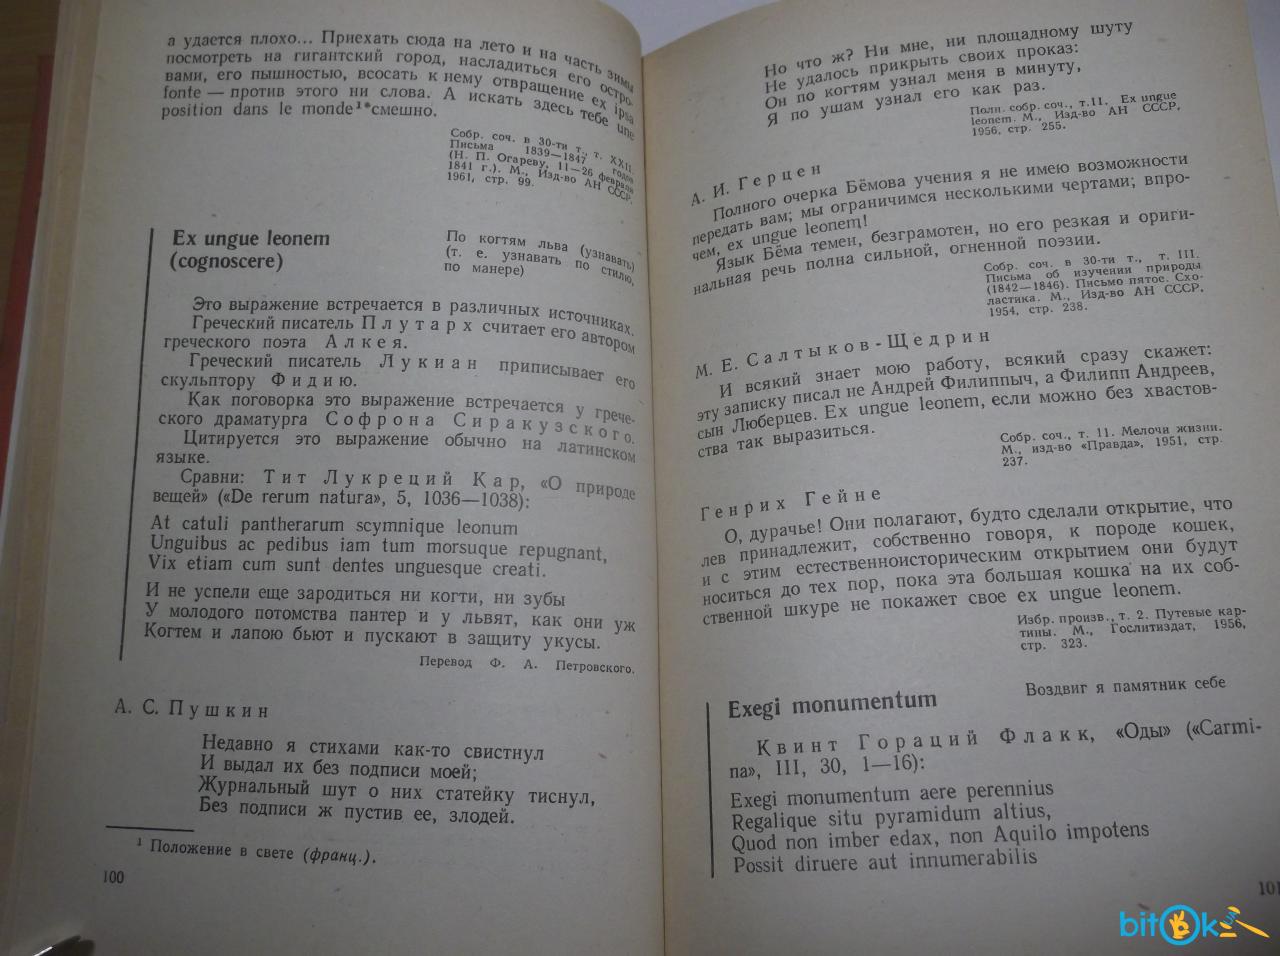 а удается плохо... Приехать сюда на лето и на часть зимы
посмотреть на гигантский город, насладиться его остро-
вами, его пышностью, всосать к нему отвращение ex ipsa
fonte — против этого ни слова. А искать здесь тебе une
position dans le monde¹* смешно.
Собр. соч. в 30-ти т., т. XXII.
Письма 1839—1847 годов
(Н. П. Огареву, 11—26 февраля
1841 г.). М., Изд-во АН СССР,
1961, стр. 99.
Ex ungue leonem
(cognoscere)
По когтям льва (узнавать)
(т. е. узнавать по стилю,
по манере)
Это выражение встречается в различных источниках.
Греческий писатель Плутарх считает его автором
греческого поэта Алкея.
Греческий писатель Лукиан приписывает его
скульптору Фидию.
Как поговорка это выражение встречается у грече-
ского драматурга Софрона Сиракузского.
Цитируется это выражение обычно на латинском
языке.
Сравни: Тит Лукреций Кар, «О природе
вещей» («De rerum natura», 5, 1036—1038):
At catuli pantherarum scymnique leonum
Unguibus ac pedibus iam tum morsuque repugnant,
Vix etiam cum sunt dentes unguesque creati.
И не успели еще зародиться ни когти, ни зубы
У молодого потомства пантер и у львят, как они уж
Когтем и лапою бьют и пускают в защиту укусы.
Перевод Ф. А. Петровского.
А. С. Пушкин
Недавно я стихами как-то свистнул
И выдал их без подписи моей;
Журнальный шут о них статейку тиснул,
Без подписи ж пустив ее, злодей.
¹ Положение в свете (франц.).
100
Но что ж? Ни мне, ни площадному шуту
Не удалось прикрыть своих проказ:
Он по когтям узнал меня в минуту,
Я по ушам узнал его как раз.
Полн. собр. соч., т. II. Ex ungue
leonem. М., Изд-во АН СССР,
1956, стр. 255.
А. И. Герцен
Полного очерка Бёмова учения я не имею возможности
передать вам; мы ограничимся несколькими чертами; впро-
чем, ex ungue leonem!
Язык Бёма темен, безграмотен, но его резкая и ориги-
нальная речь полна сильной, огненной поэзии.
Собр. соч. в 30-ти т., т. III.
Письма об изучении природы
(1842—1846). Письмо пятое. Схо-
ластика. М., Изд-во АН СССР,
1954, стр. 238.
М. Е. Салтыков-Щедрин
И всякий знает мою работу, всякий сразу скажет:
эту записку писал не Андрей Филиппыч, а Филипп Андреев,
сын Люберцев. Ex ungue leonem, если можно без хвастов-
ства так выразиться.
Собр. соч., т. 11. Мелочи жизни.
М., изд-во «Правда», 1951, стр.
237.
Генрих Гейне
О, дурачье! Они полагают, будто сделали открытие, что
лев принадлежит, собственно говоря, к породе кошек,
и с этим естественноисторическим открытием они будут
носиться до тех пор, пока эта большая кошка на их соб-
ственной шкуре не покажет свое ex ungue leonem.
Избр. произв., т. 2. Путевые кар-
тины. М., Гослитиздат, 1956,
стр. 323.
Exegi monumentum
Воздвиг я памятник себе
Квинт Гораций Флакк, «Оды» («Carmi-
na», III, 30, 1—16):
Exegi monumentum aere perennius
Regalique situ pyramidum altius,
Quod non imber edax, non Aquilo impotens
Possit diruere aut innumerabilis
101
bitOk UA